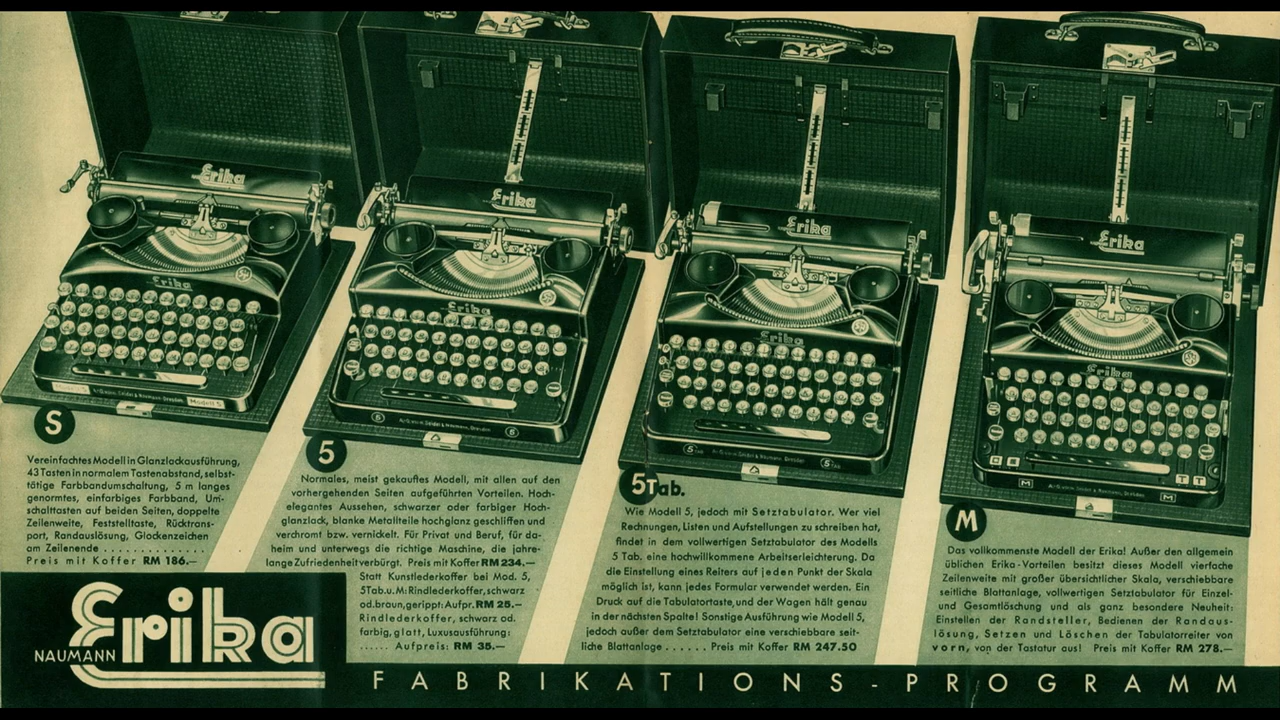 Erika
Erika
Erika
Erika
Erika
Erika
Erika
Erika
Modell S
Modell S
5
5
5 Tab
5 Tab
M
M
T T
S
Vereinfachtes Modell in Glanzlackausführung,
43 Tasten in normalem Tastenabstand, selbst-
tätige Farbbandumschaltung, 5 m langes
genormtes, einfarbiges Farbband, Um-
schalttasten auf beiden Seiten, doppelte
Zeilenweite, Feststelltaste, Rücktrans-
port, Randauslösung, Glockenzeichen
am Zeilenende . . . . . . . . . . . . . .
Preis mit Koffer RM 186.—
5
Normales, meist gekauftes Modell, mit allen auf den
vorhergehenden Seiten aufgeführten Vorteilen. Hoch-
elegantes Aussehen, schwarzer oder farbiger Hoch-
glanzlack, blanke Metallteile hochglanz geschliffen und
verchromt bzw. vernickelt. Für Privat und Beruf, für da-
heim und unterwegs die richtige Maschine, die jahre-
lange Zufriedenheit verbürgt. Preis mit Koffer RM 234.—
Statt Kunstlederkoffer bei Mod. 5,
5Tab.u.M: Rindlederkoffer, schwarz
od. braun, gerippt: Aufpr. RM 25.—
Rindlederkoffer, schwarz od.
farbig, glatt, Luxusausführung:
. . . . . . Aufpreis: RM 35.—
5Tab.
Wie Modell 5, jedoch mit Setztabulator. Wer viel
Rechnungen, Listen und Aufstellungen zu schreiben hat,
findet in dem vollwertigen Setztabulator des Modells
5 Tab. eine hochwillkommene Arbeitserleichterung. Da
die Einstellung eines Reiters auf jeden Punkt der Skala
möglich ist, kann jedes Formular verwendet werden. Ein
Druck auf die Tabulatortaste, und der Wagen hält genau
in der nächsten Spalte! Sonstige Ausführung wie Modell 5,
jedoch außer dem Setztabulator eine verschiebbare seit-
liche Blattanlage . . . . . . Preis mit Koffer RM 247.50
M
Das vollkommenste Modell der Erika! Außer den allgemein
üblichen Erika-Vorteilen besitzt dieses Modell vierfache
Zeilenweite mit großer übersichtlicher Skala, verschiebbare
seitliche Blattanlage, vollwertigen Setztabulator für Einzel-
und Gesamtlöschung und als ganz besondere Neuheit:
Einstellen der Randsteller, Bedienen der Randaus-
lösung, Setzen und Löschen der Tabulatorreiter von
vorn, von der Tastatur aus! Preis mit Koffer RM 278.—
NAUMANN Erika
FABRIKATIONS-PROGRAMM